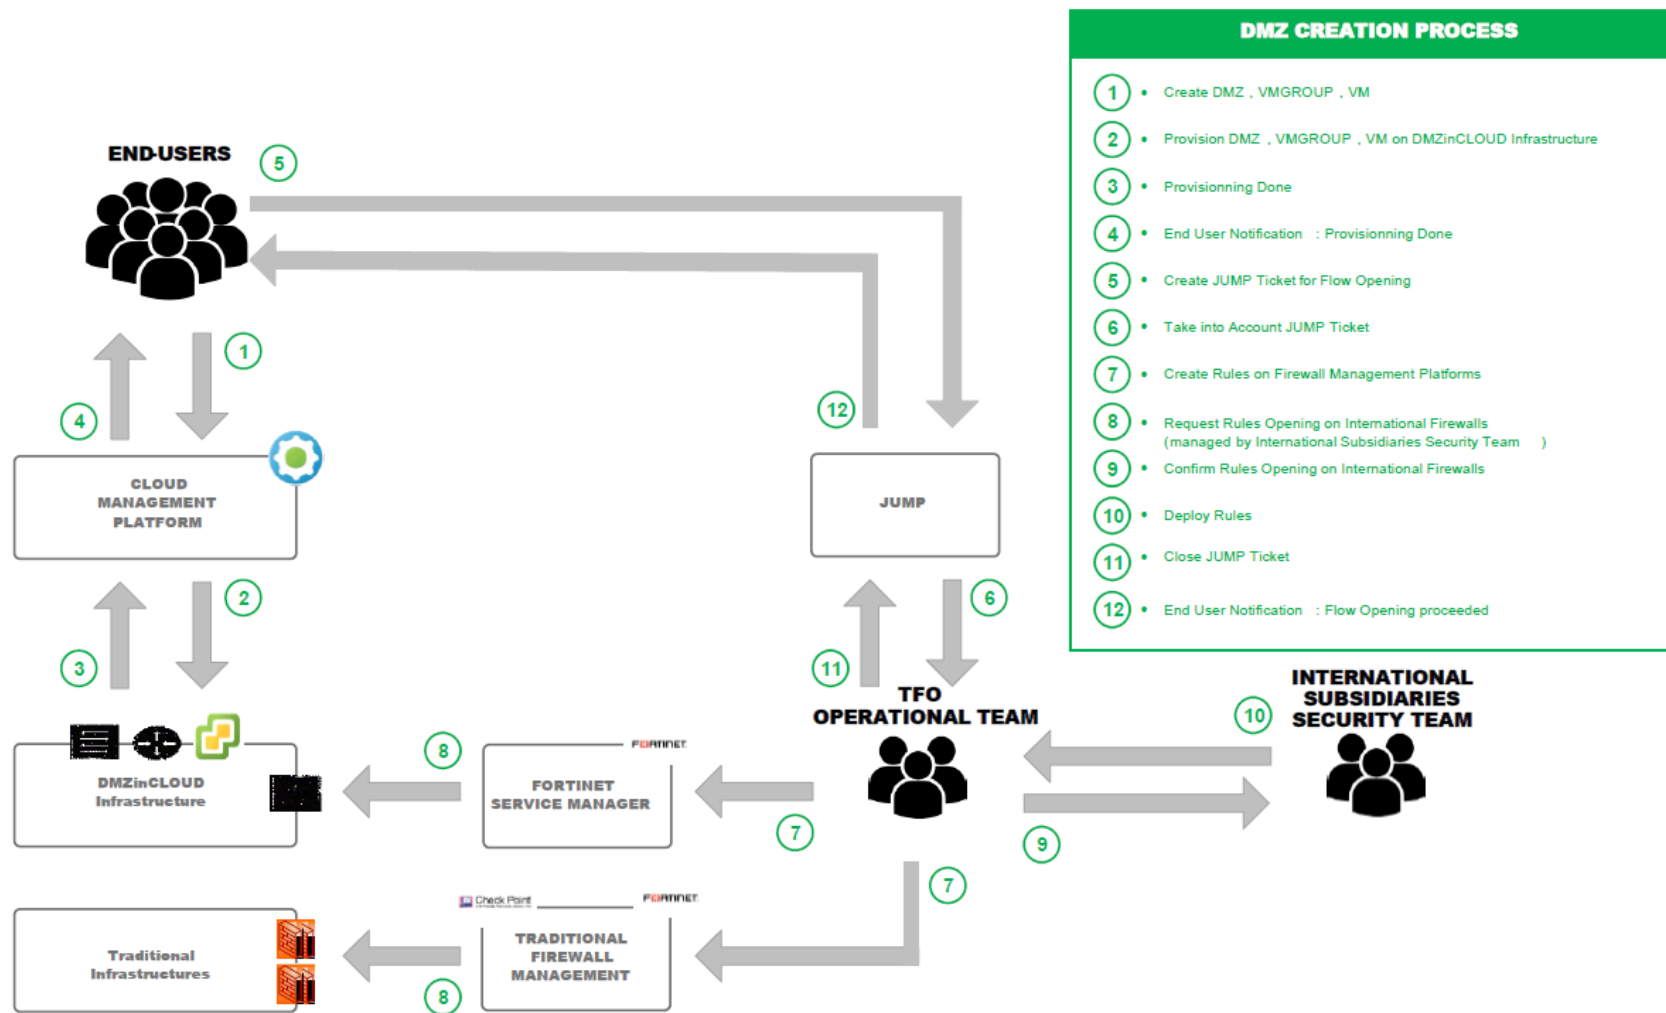 DMZ CREATION PROCESS
1 • Create DMZ , VMGROUP , VM
2 • Provision DMZ , VMGROUP , VM on DMZinCLOUD Infrastructure
3 • Provisionning Done
4 • End User Notification : Provisionning Done
5 • Create JUMP Ticket for Flow Opening
6 • Take into Account JUMP Ticket
7 • Create Rules on Firewall Management Platforms
8 • Request Rules Opening on International Firewalls
(managed by International Subsidiaries Security Team )
9 • Confirm Rules Opening on International Firewalls
10 • Deploy Rules
11 • Close JUMP Ticket
12 • End User Notification : Flow Opening proceeded
END-USERS
5
1
4
12
CLOUD
MANAGEMENT
PLATFORM
JUMP
2
6
3
11
TFO
OPERATIONAL TEAM
INTERNATIONAL
SUBSIDIARIES
SECURITY TEAM
10
8
FORTINET
DMZinCLOUD
Infrastructure
FORTINET
SERVICE MANAGER
7
9
7
Check Point
FORTINET
Traditional
Infrastructures
TRADITIONAL
FIREWALL
MANAGEMENT
8